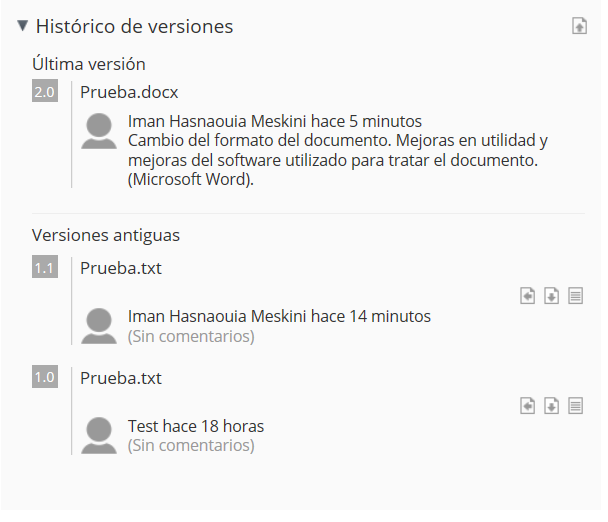 Histórico de versiones
Última versión
2.0
Prueba.docx
Iman Hasnaouia Meskini hace 5 minutos
Cambio del formato del documento. Mejoras en utilidad y
mejoras del software utilizado para tratar el documento.
(Microsoft Word).
Versiones antiguas
1.1
Prueba.txt
Iman Hasnaouia Meskini hace 14 minutos
(Sin comentarios)
1.0
Prueba.txt
Test hace 18 horas
(Sin comentarios)